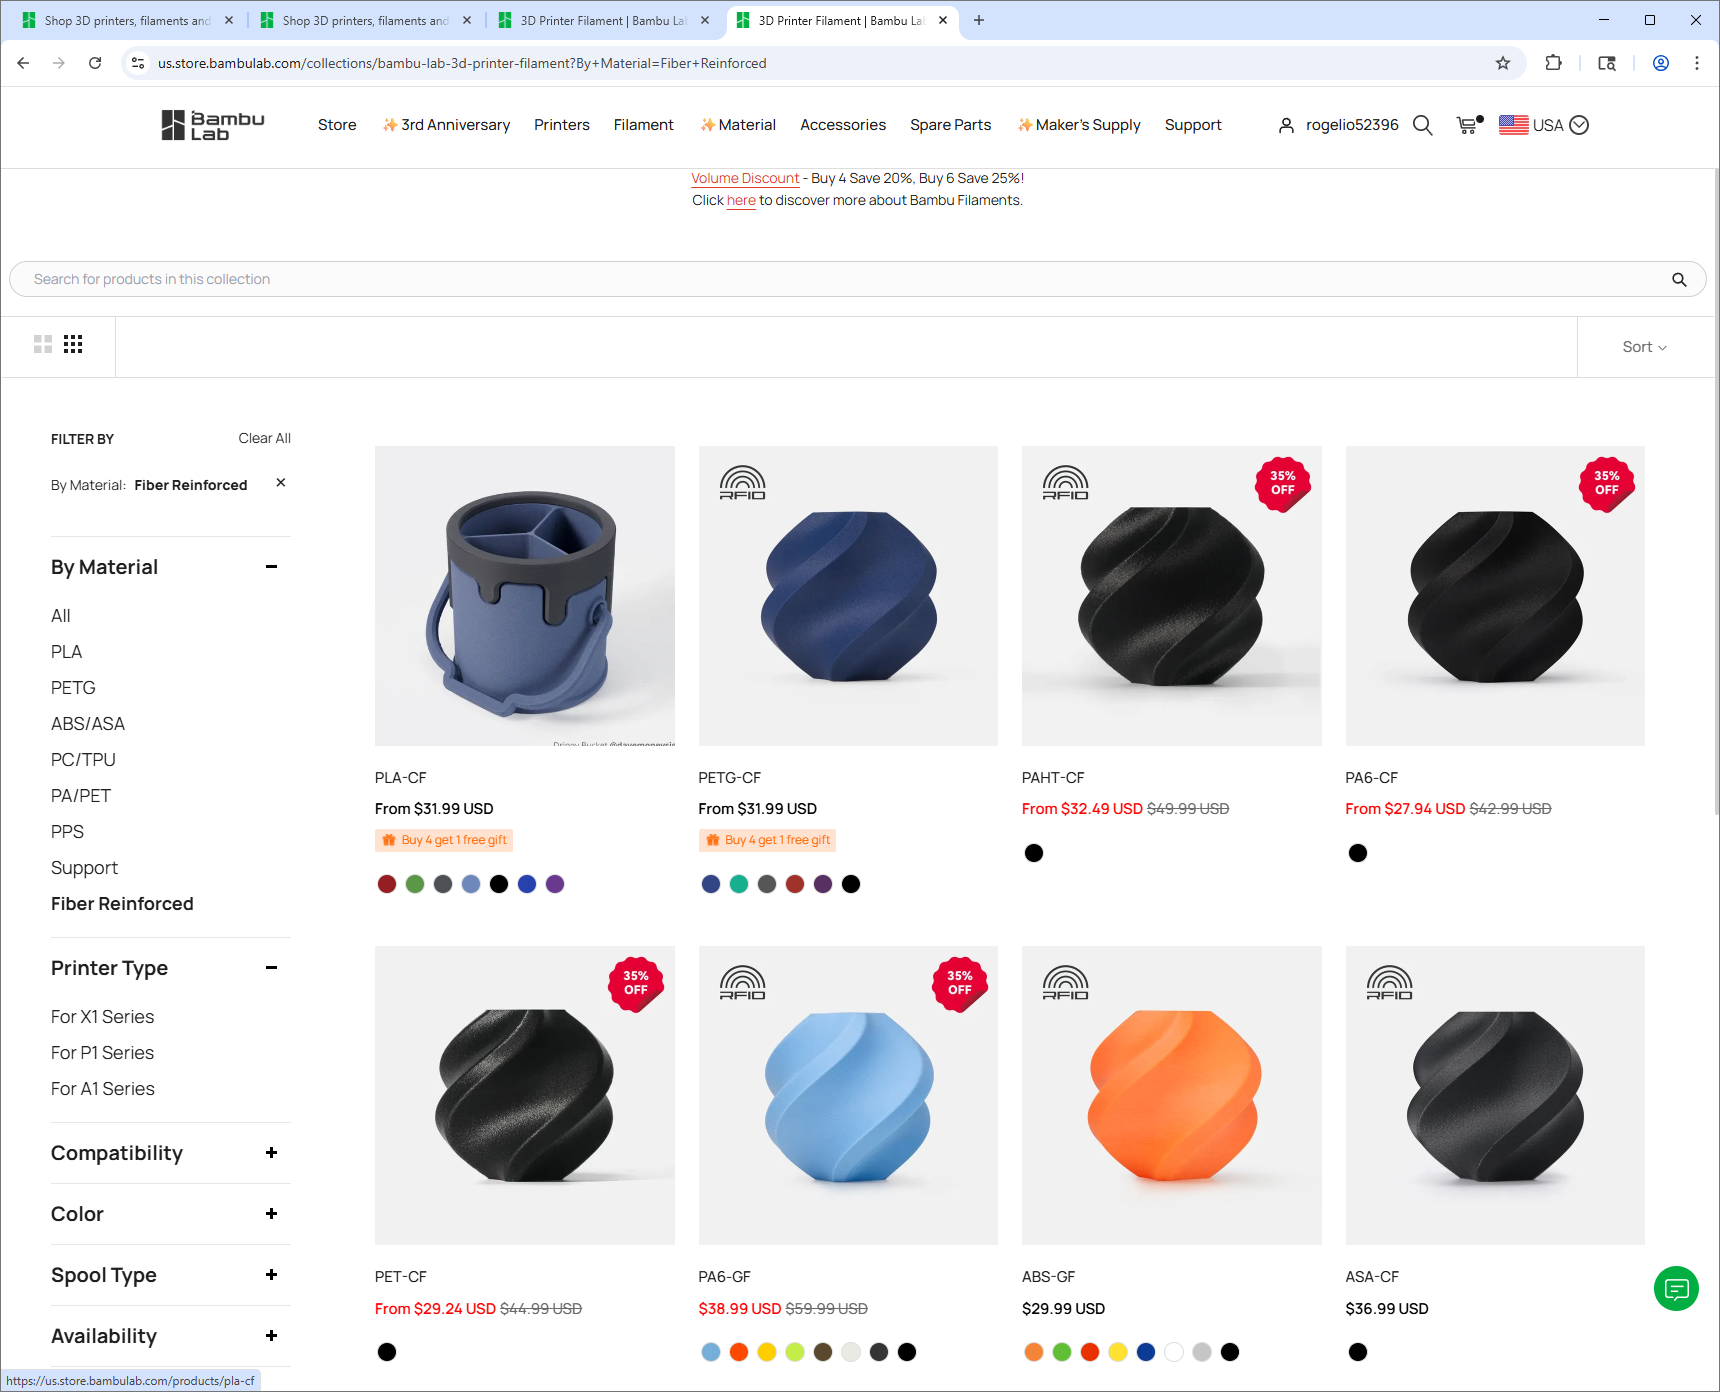 Shop 3D printers, filaments and
Shop 3D printers, filaments and
3D Printer Filament | Bambu La
3D Printer Filament | Bambu La
us.store.bambulab.com/collections/bambu-lab-3d-printer-filament?By+Material=Fiber+Reinforced
Bambu Lab
Store
3rd Anniversary
Printers
Filament
Material
Accessories
Spare Parts
Maker's Supply
Support
rogelio52396
USA
Volume Discount - Buy 4 Save 20%, Buy 6 Save 25%!
Click here to discover more about Bambu Filaments.
Search for products in this collection
Sort
FILTER BY
Clear All
By Material: Fiber Reinforced
By Material
All
PLA
PETG
ABS/ASA
PC/TPU
PA/PET
PPS
Support
Fiber Reinforced
Printer Type
For X1 Series
For P1 Series
For A1 Series
Compatibility
Color
Spool Type
Availability
PLA-CF
From $31.99 USD
Buy 4 get 1 free gift
RFID
PETG-CF
From $31.99 USD
Buy 4 get 1 free gift
RFID
35% OFF
PAHT-CF
From $32.49 USD $49.99 USD
35% OFF
PA6-CF
From $27.94 USD $42.99 USD
35% OFF
PET-CF
From $29.24 USD $44.99 USD
RFID
35% OFF
PA6-GF
$38.99 USD $59.99 USD
RFID
ABS-GF
$29.99 USD
RFID
ASA-CF
$36.99 USD
https://us.store.bambulab.com/products/pla-cf